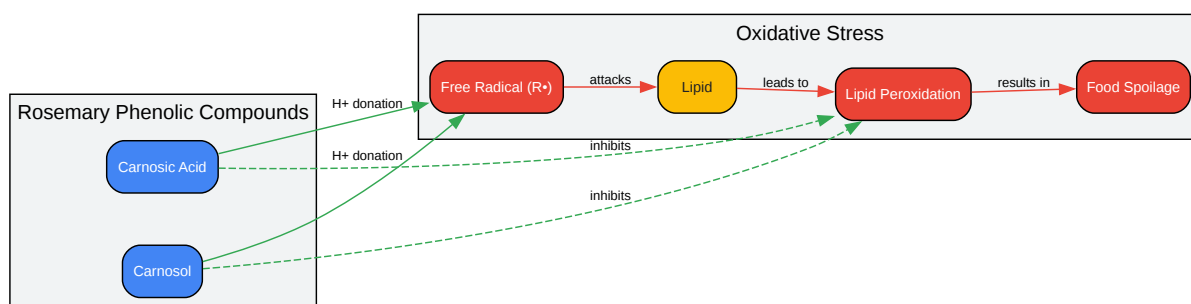 Oxidative Stress
Free Radical (R•)
attacks
Lipid
leads to
Lipid Peroxidation
results in
Food Spoilage
Rosemary Phenolic Compounds
H+ donation
Carnosic Acid
H+ donation
inhibits
inhibits
Carnosol